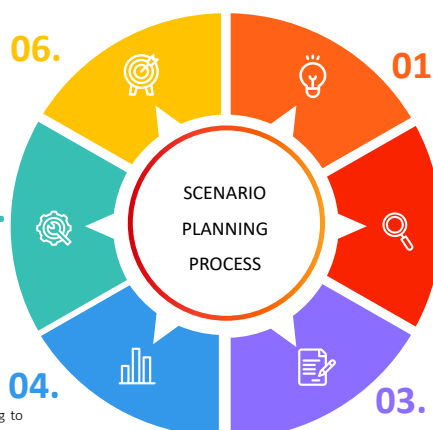 06.
01
SCENARIO
PLANNING
PROCESS
04.
03.
g to